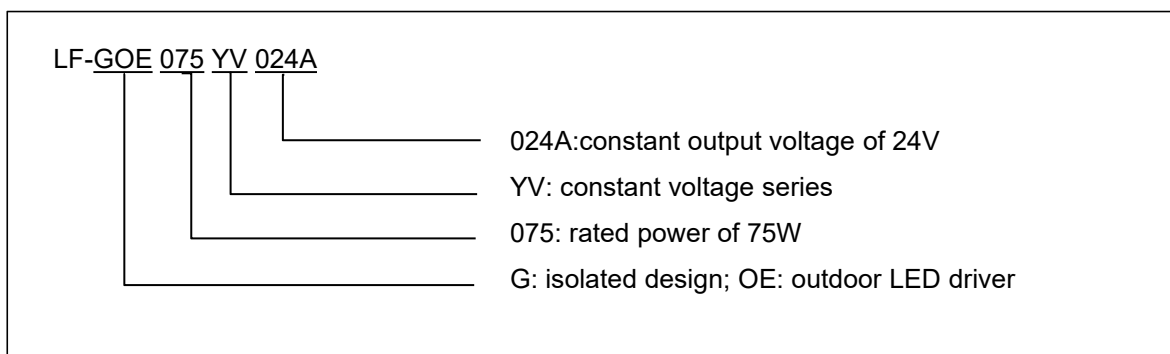 LF-GOE 075 YV 024A
024A:constant output voltage of 24V
YV: constant voltage series
075: rated power of 75W
G: isolated design; OE: outdoor LED driver